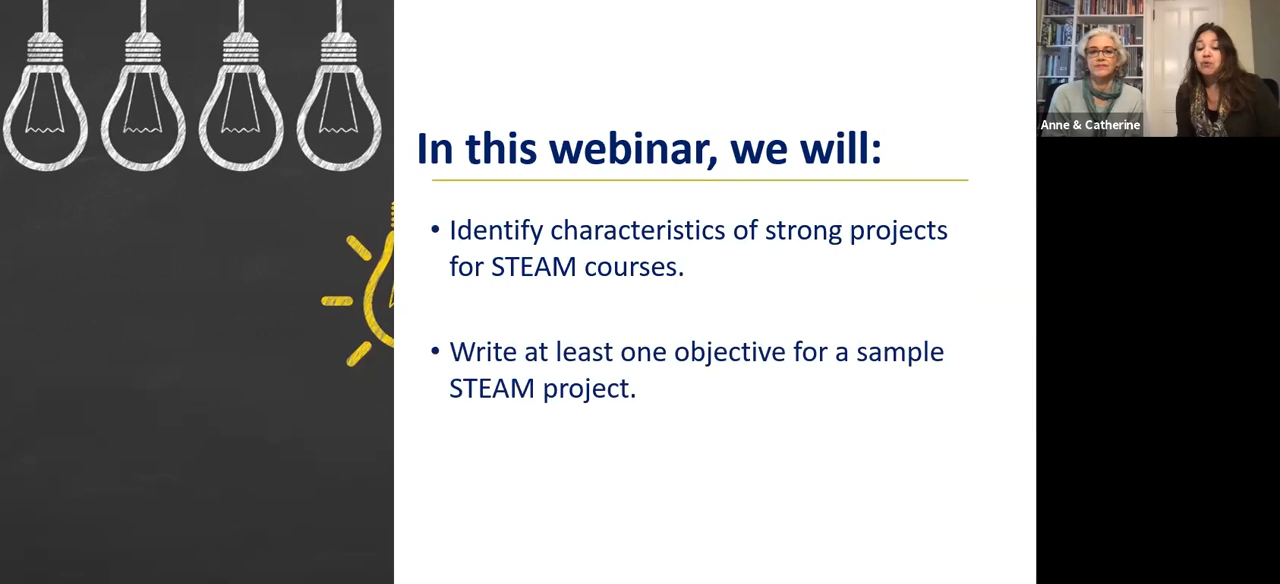 In this webinar, we will:
• Identify characteristics of strong projects
for STEAM courses.
• Write at least one objective for a sample
STEAM project.
Anne & Catherine